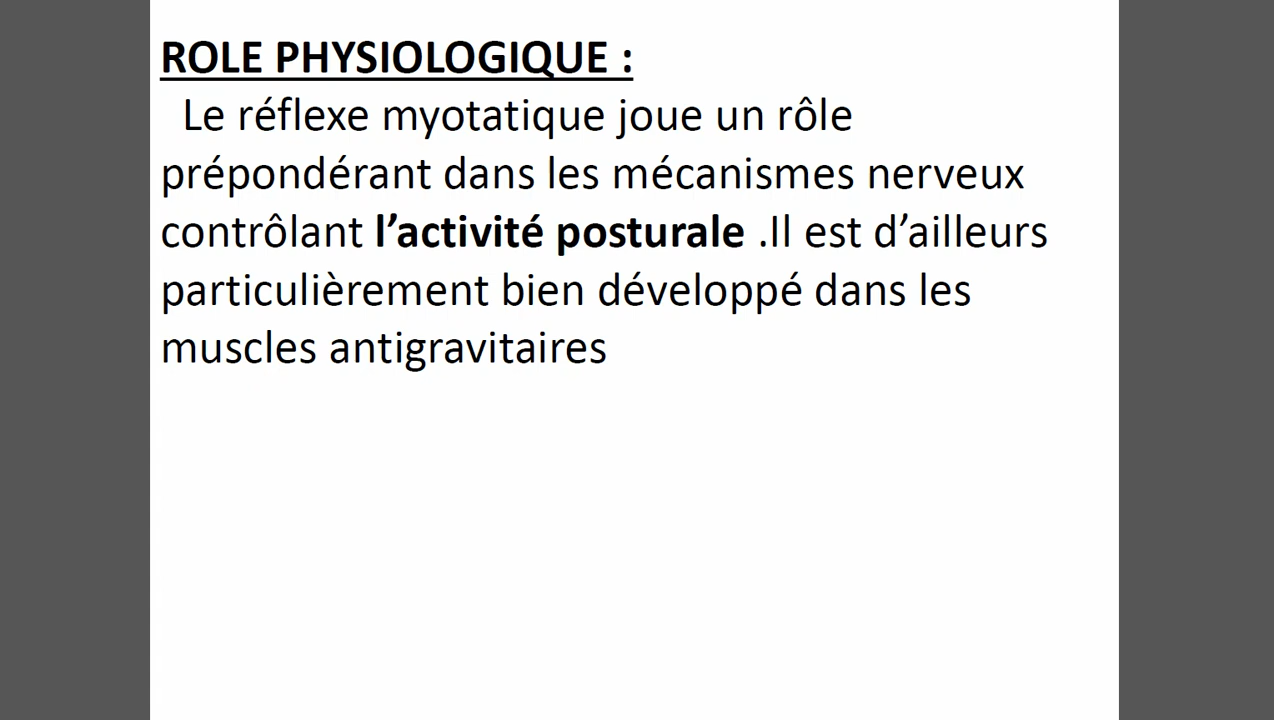 ROLE PHYSIOLOGIQUE :
Le réflexe myotatique joue un rôle
prépondérant dans les mécanismes nerveux
contrôlant l’activité posturale .Il est d’ailleurs
particulièrement bien développé dans les
muscles antigravitaires